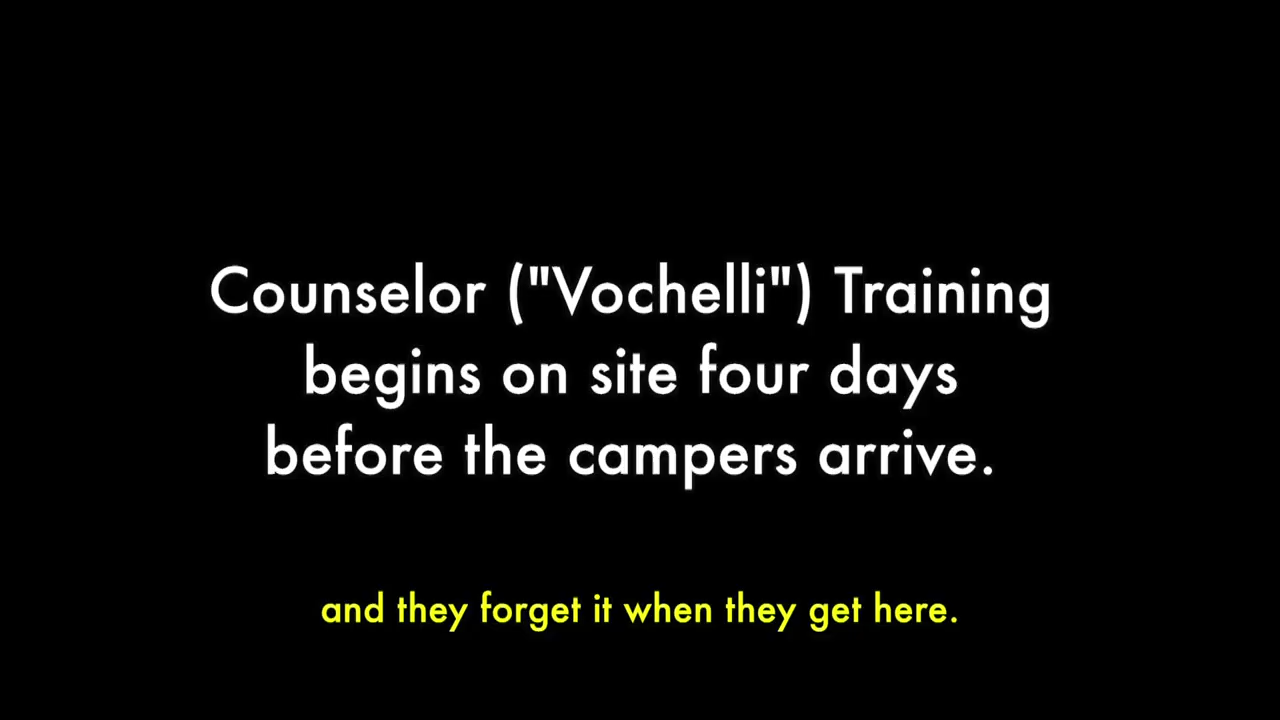 Counselor ("Vochelli") Training
begins on site four days
before the campers arrive.
and they forget it when they get here.